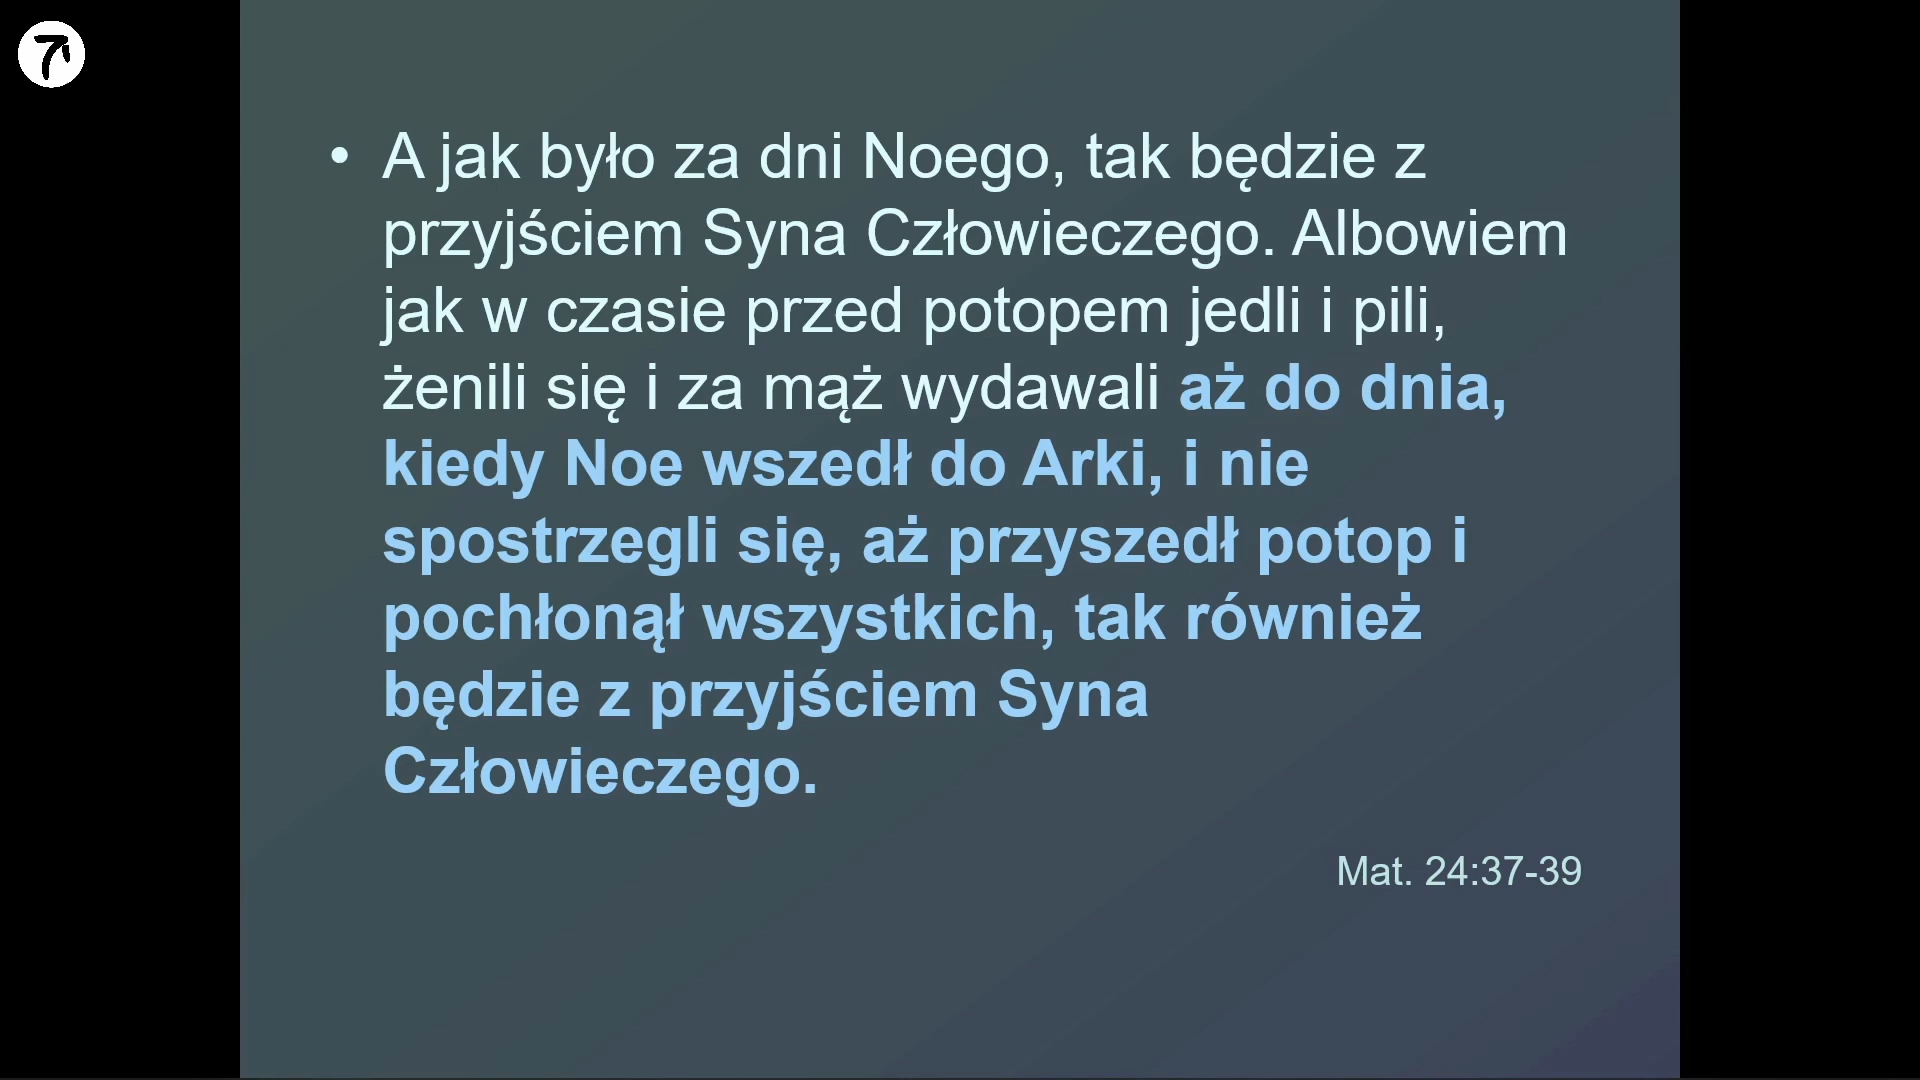 • A jak było za dni Noego, tak będzie z
przyjściem Syna Człowieczego. Albowiem
jak w czasie przed potopem jedli i pili,
żenili się i za mąż wydawali aż do dnia,
kiedy Noe wszedł do Arki, i nie
spostrzegli się, aż przyszedł potop i
pochłonął wszystkich, tak również
będzie z przyjściem Syna
Człowieczego.
Mat. 24:37-39